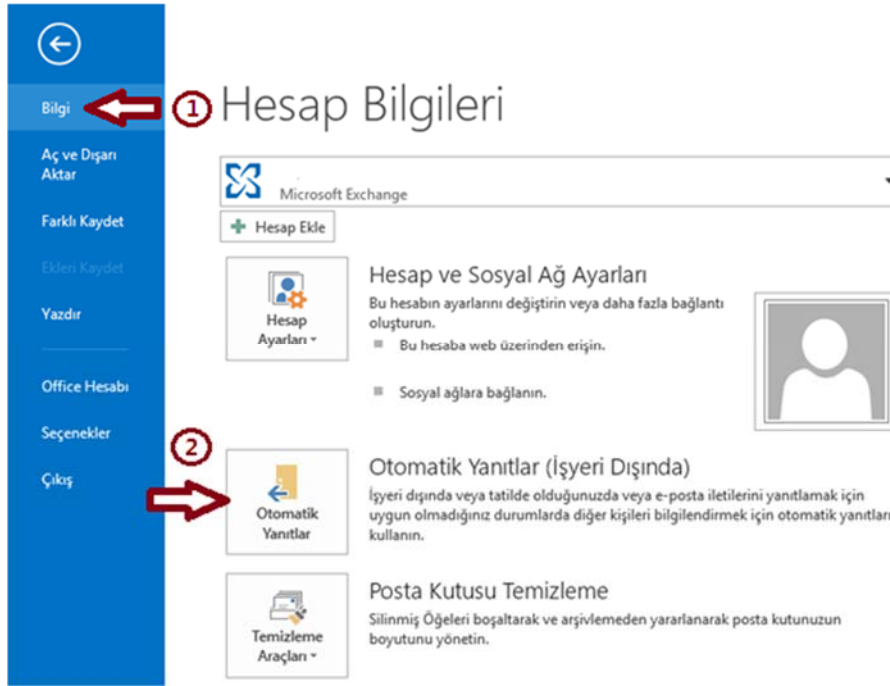 Bilgi
1
Hesap Bilgileri
Aç ve Dışarı
Aktar
Microsoft Exchange
Farklı Kaydet
Hesap Ekle
Ekleri Kaydet
Hesap ve Sosyal Ağ Ayarları
Bu hesabın ayarlarını değiştirin veya daha fazla bağlantı
oluşturun.
Hesap
Ayarları
Bu hesaba web üzerinden erişin.
Yazdır
Sosyal ağlara bağlanın.
Office Hesabı
Seçenekler
2
Çıkış
Otomatik Yanıtlar (İşyeri Dışında)
İşyeri dışında veya tatilde olduğunuzda veya e-posta iletilerini yanıtlamak için
uygun olmadığınız durumlarda diğer kişileri bilgilendirmek için otomatik yanıtları
kullanın.
Otomatik
Yanıtlar
Posta Kutusu Temizleme
Silinmiş Öğeleri boşaltarak ve arşivlemeden yararlanarak posta kutunuzun
boyutunu yönetin.
Temizleme
Araçları